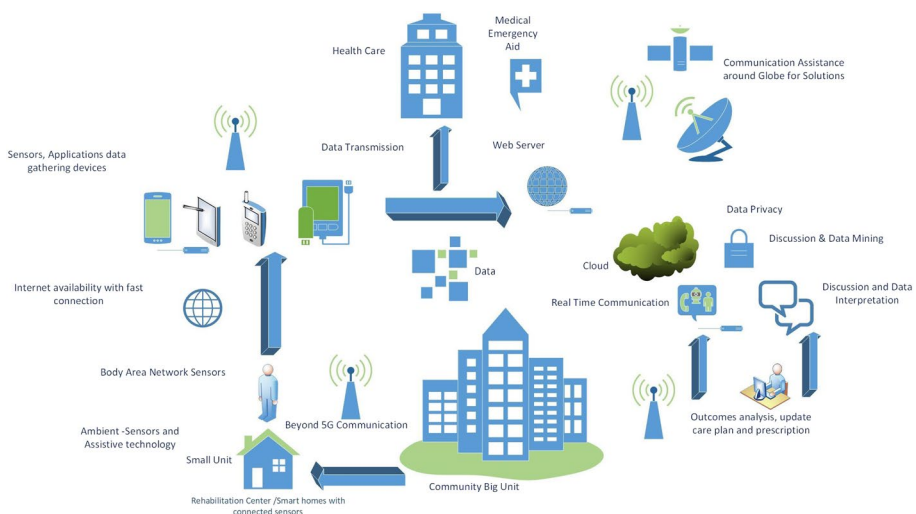 Medical
Emergency
Aid
Health Care
Communication Assistance
around Globe for Solutions
Data Transmission
Web Server
Sensors, Applications data
gathering devices
Data Privacy
Discussion & Data Mining
Cloud
Data
Internet availability with fast
connection
Real Time Communication
Discussion and Data
Interpretation
Body Area Network Sensors
Ambient -Sensors and
Assistive technology
Beyond 5G Communication
Outcomes analysis, update
care plan and prescription
Small Unit
Community Big Unit
Rehabilitation Center /Smart homes with
connected sensors